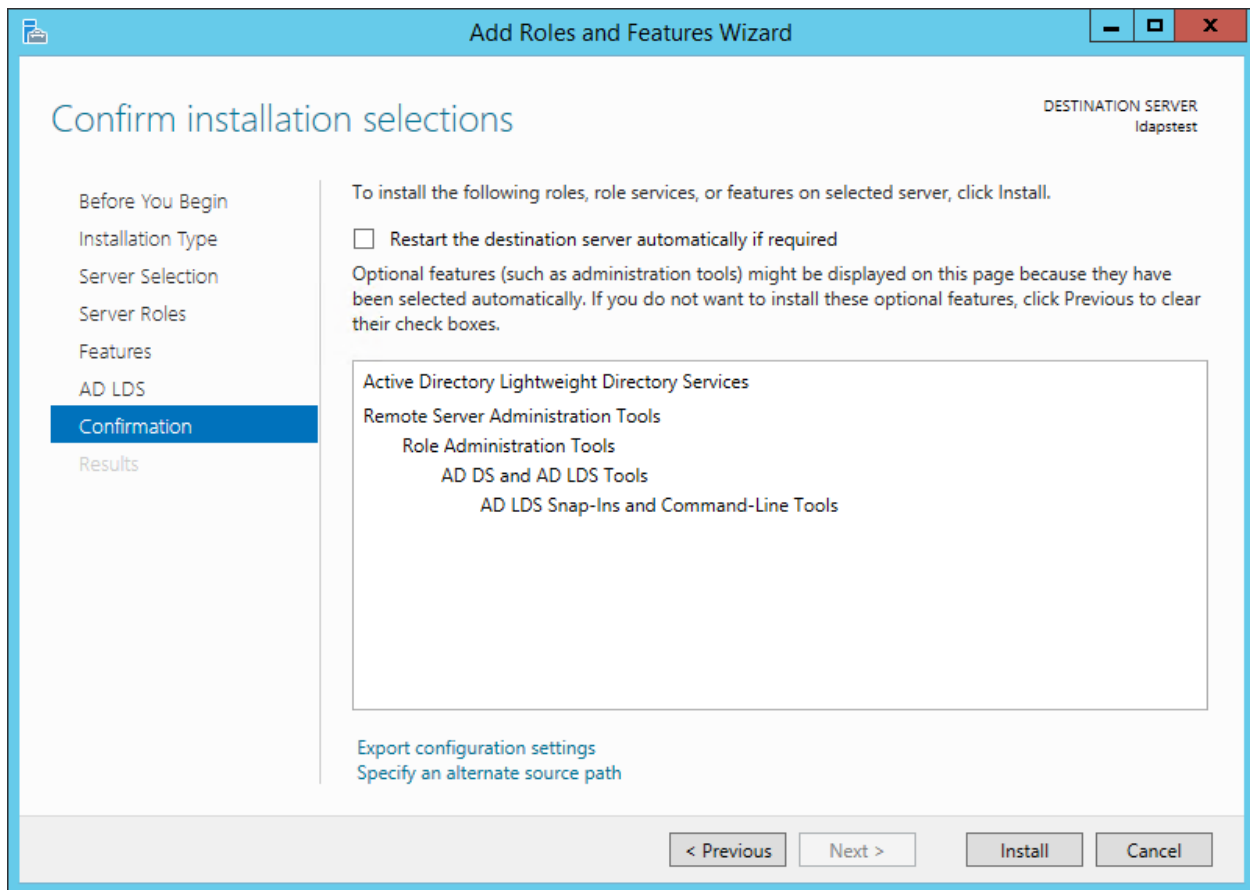 Add Roles and Features Wizard
Confirm installation selections
DESTINATION SERVER
ldapstest
Before You Begin
Installation Type
Server Selection
Server Roles
Features
AD LDS
Confirmation
Results
To install the following roles, role services, or features on selected server, click Install.
Restart the destination server automatically if required
Optional features (such as administration tools) might be displayed on this page because they have
been selected automatically. If you do not want to install these optional features, click Previous to clear
their check boxes.
Active Directory Lightweight Directory Services
Remote Server Administration Tools
Role Administration Tools
AD DS and AD LDS Tools
AD LDS Snap-Ins and Command-Line Tools
Export configuration settings
Specify an alternate source path
< Previous
Next >
Install
Cancel